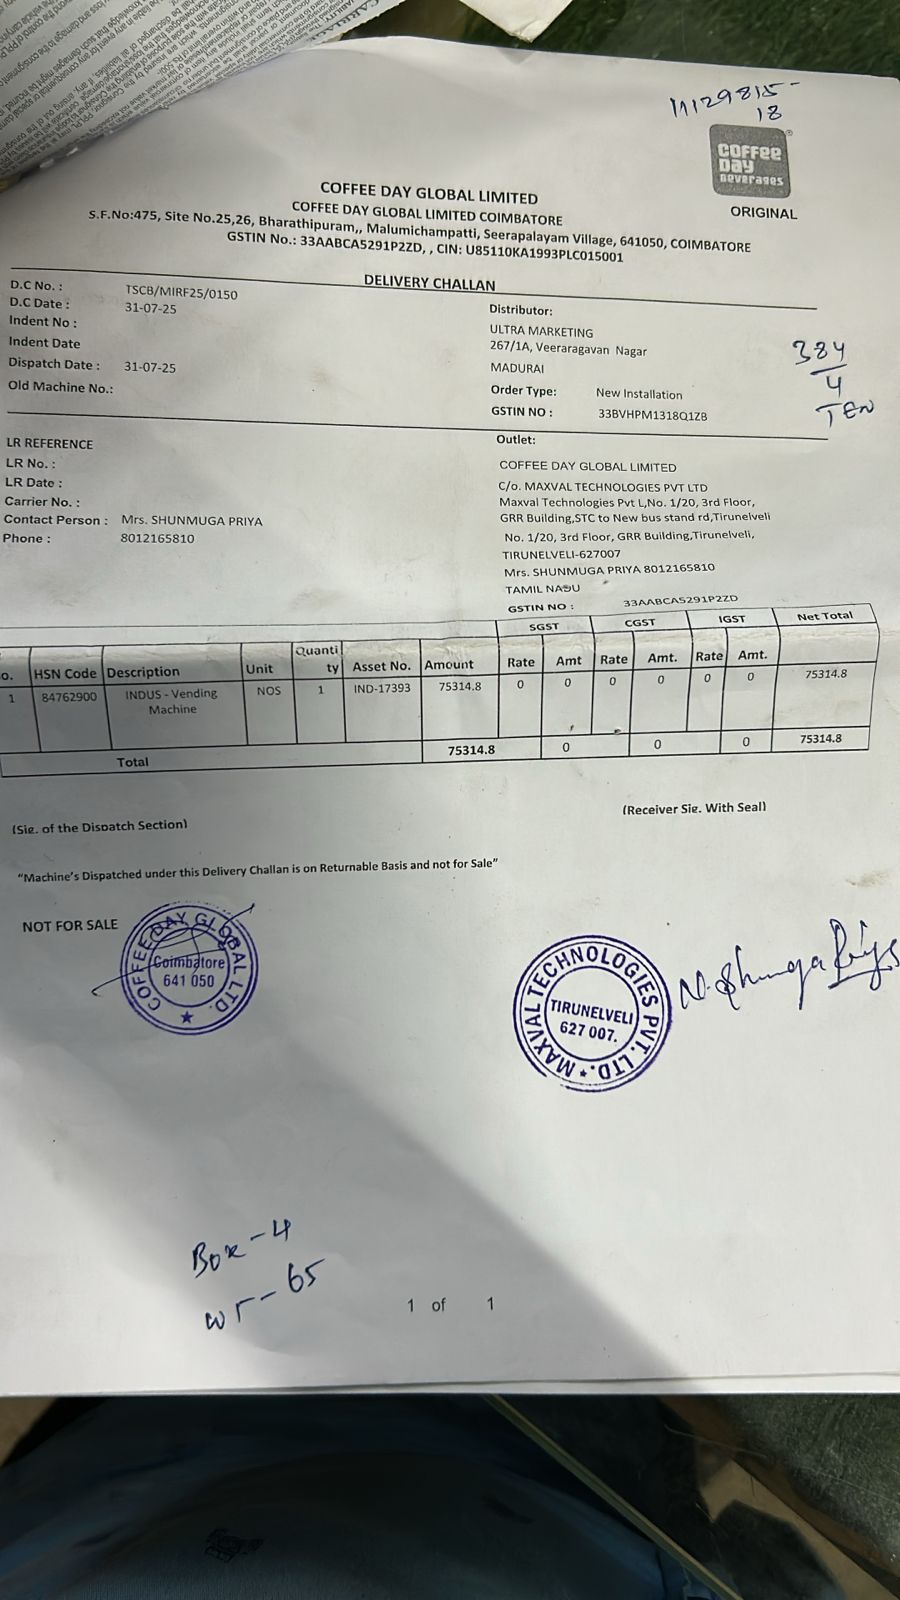 11129815-
18
COFFEE
DAY
Beverages
ORIGINAL
COFFEE DAY GLOBAL LIMITED
COFFEE DAY GLOBAL LIMITED COIMBATORE
S.F.No:475, Site No.25,26, Bharathipuram,, Malumichampatti, Seerapalayam Village, 641050, COIMBATORE
GSTIN No.: 33AABCA5291P2ZD, , CIN: U85110KA1993PLC015001
DELIVERY CHALLAN
D.C No. : TSCB/MIRF25/0150
D.C Date : 31-07-25
Indent No :
Indent Date
Dispatch Date : 31-07-25
Old Machine No.:
Distributor:
ULTRA MARKETING
267/1A, Veeraragavan Nagar
MADURAI
Order Type: New Installation
GSTIN NO : 33BVHPM1318Q1ZB
384
4
TEN
LR REFERENCE
LR No. :
LR Date :
Carrier No. :
Contact Person : Mrs. SHUNMUGA PRIYA
Phone : 8012165810
Outlet:
COFFEE DAY GLOBAL LIMITED
C/o. MAXVAL TECHNOLOGIES PVT LTD
Maxval Technologies Pvt L,No. 1/20, 3rd Floor,
GRR Building,STC to New bus stand rd,Tirunelveli
No. 1/20, 3rd Floor, GRR Building,Tirunelveli,
TIRUNELVELI-627007
Mrs. SHUNMUGA PRIYA 8012165810
TAMIL NADU
GSTIN NO : 33AABCA5291P2ZD
SGST CGST IGST Net Total
o. HSN Code Description Unit Quanti ty Asset No. Amount Rate Amt Rate Amt. Rate Amt.
1 84762900 INDUS - Vending Machine NOS 1 IND-17393 75314.8 0 0 0 0 0 0 75314.8
Total 75314.8 0 0 0 75314.8
(Sig. of the Dispatch Section)
(Receiver Sig. With Seal)
"Machine's Dispatched under this Delivery Challan is on Returnable Basis and not for Sale"
NOT FOR SALE
COFFEE DAY GLOBAL LTD.
Coimbatore
641 050
MAXVAL TECHNOLOGIES PVT. LTD.
TIRUNELVELI
627 007.
N. Shunmuga Priya
Box - 4
WT - 65
1 of 1